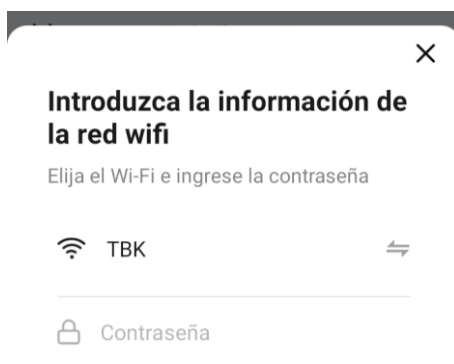 Introduzca la información de
la red wifi
Elija el Wi-Fi e ingrese la contraseña
TBK
Contraseña